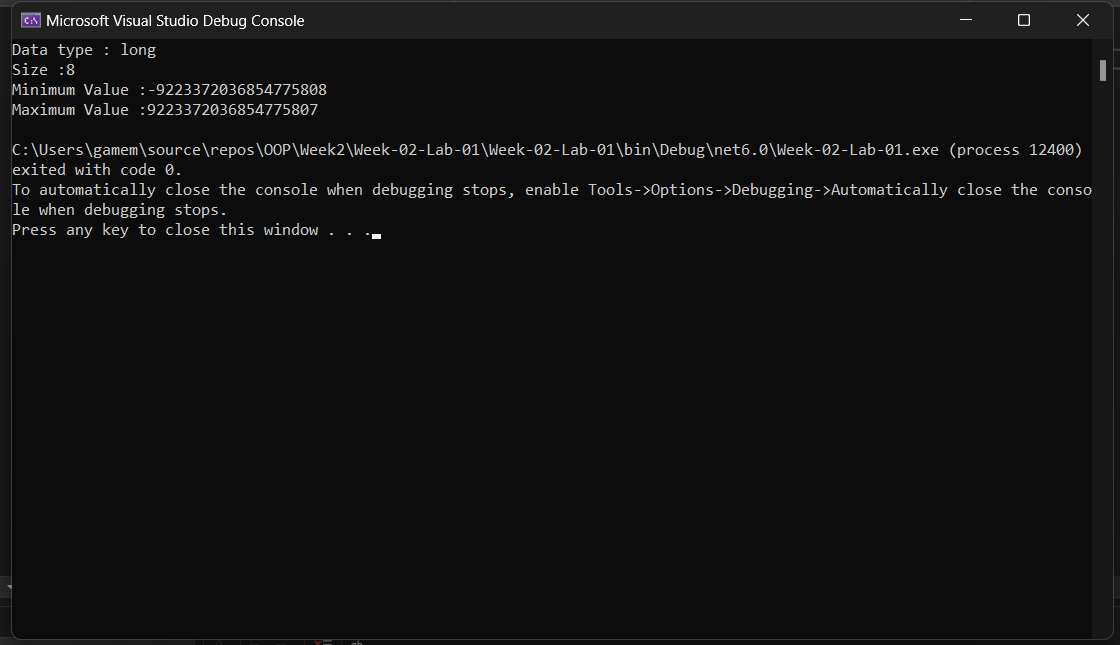 Microsoft Visual Studio Debug Console
Data type : long
Size :8
Minimum Value :-9223372036854775808
Maximum Value :9223372036854775807
C:\Users\gamem\source\repos\OOP\Week2\Week-02-Lab-01\Week-02-Lab-01\bin\Debug\net6.0\Week-02-Lab-01.exe (process 12400)
exited with code 0.
To automatically close the console when debugging stops, enable Tools->Options->Debugging->Automatically close the conso
le when debugging stops.
Press any key to close this window . . .